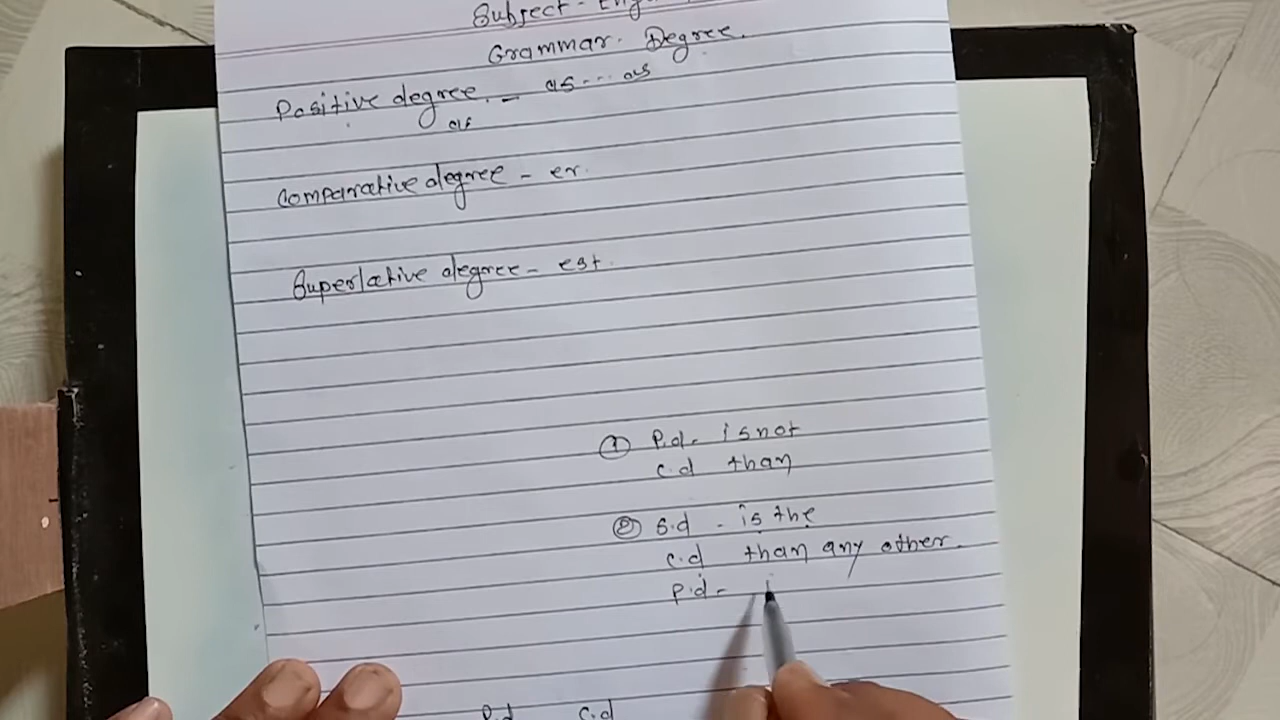 Subject - Eng
Grammar. Degree.
Positive degree. - as... as
as
Comparative degree - er.
Superlative degree - est.
① P.d. is not
C.d than
② S.d - is the
C.d than any other.
P.d -
P.d C.d